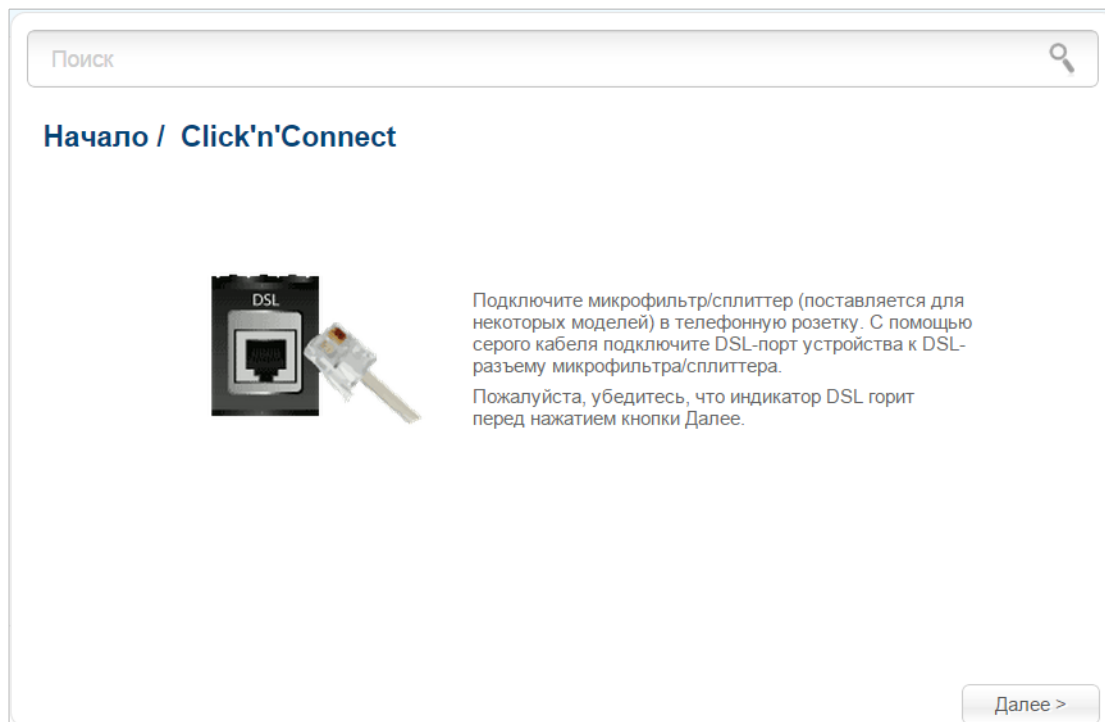 Поиск
Начало / Click'n'Connect
DSL
Подключите микрофильтр/сплиттер (поставляется для
некоторых моделей) в телефонную розетку. С помощью
серого кабеля подключите DSL-порт устройства к DSL-
разъему микрофильтра/сплиттера.
Пожалуйста, убедитесь, что индикатор DSL горит
перед нажатием кнопки Далее.
Далее >